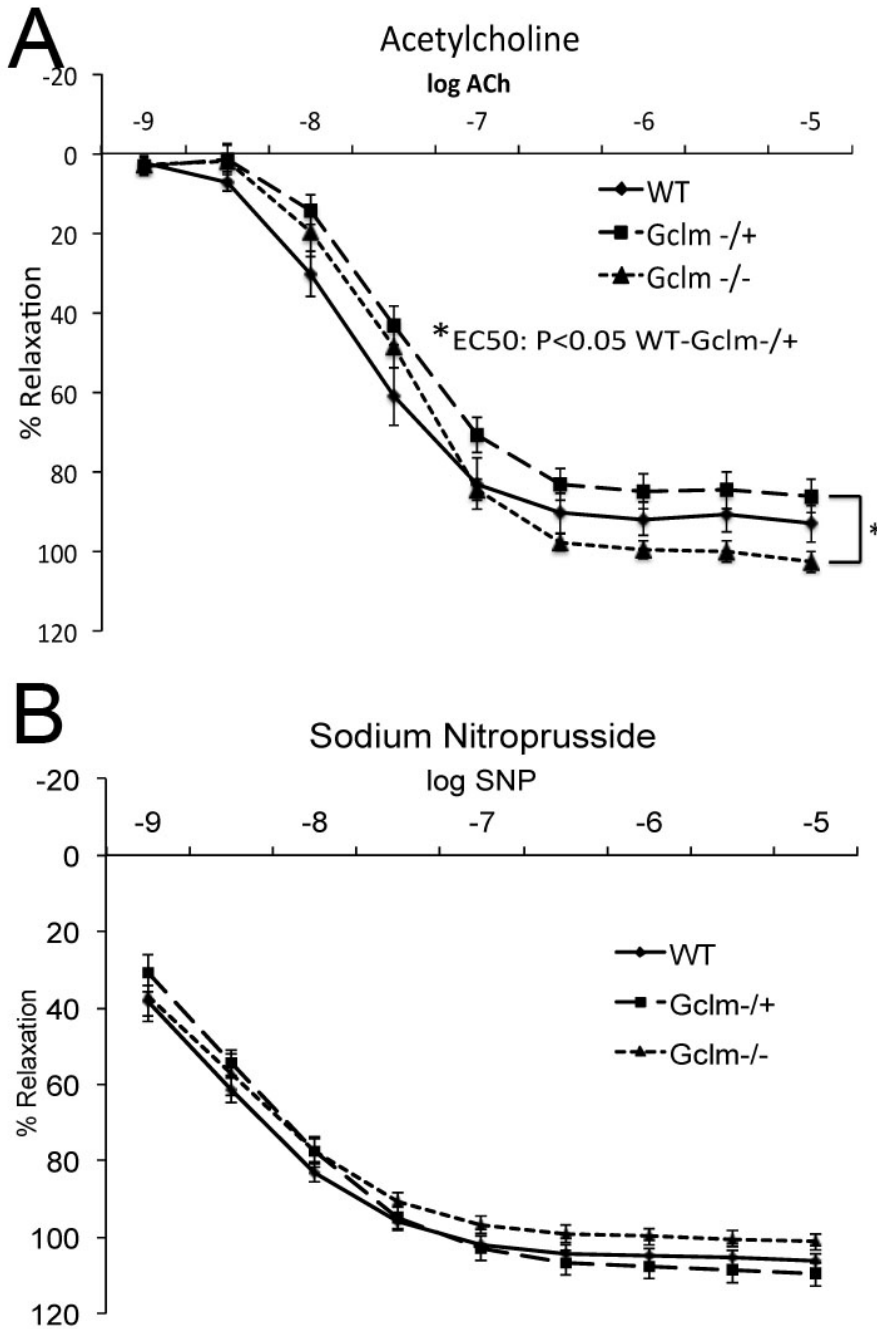 A
Acetylcholine
log ACh
-20
-9 -8 -7 -6 -5
0
WT
20
Gclm -/+
Gclm -/-
40
*EC50: P<0.05 WT-Gclm-/+
60
80
100
*
120
% Relaxation
B
Sodium Nitroprusside
log SNP
-20
-9 -8 -7 -6 -5
0
20
WT
Gclm-/+
40
Gclm-/-
60
80
100
120
% Relaxation